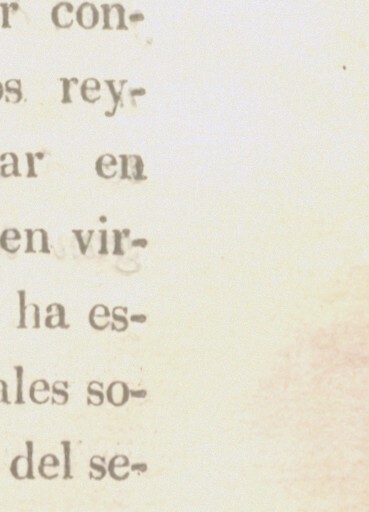 r con-
os rey-
ar en
en vir-
ha es-
ales so-
del se-